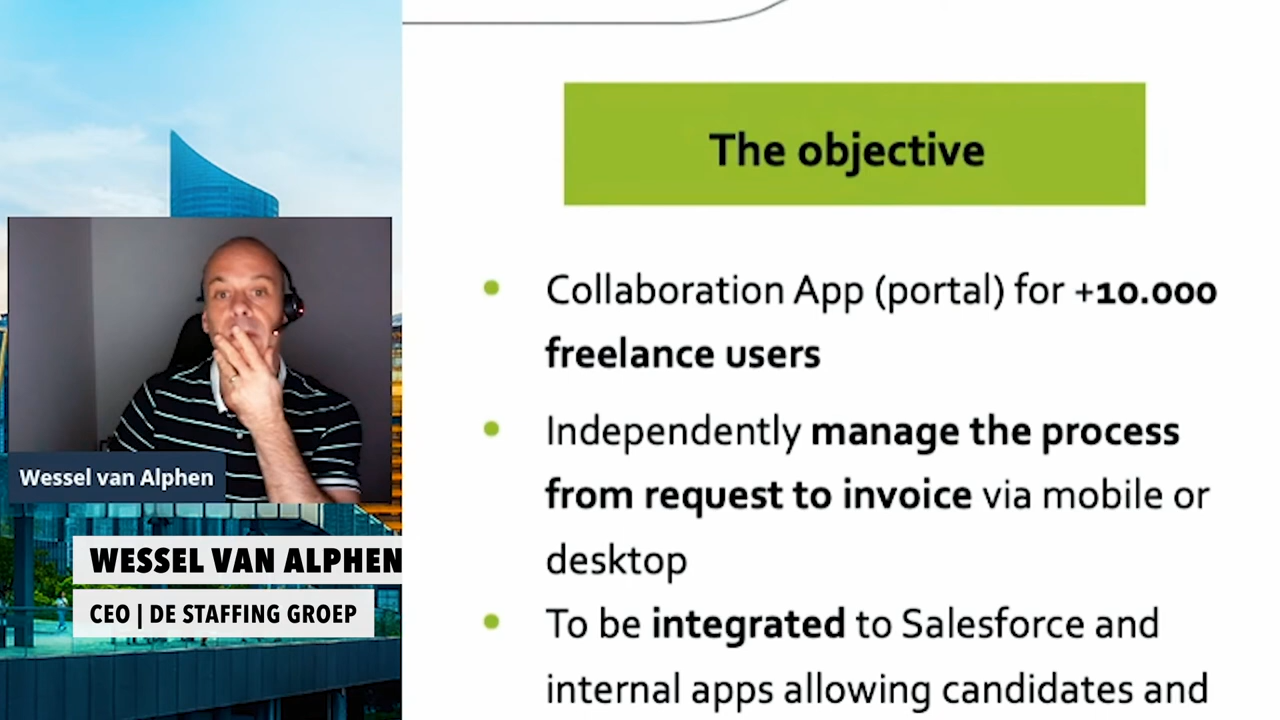 The objective
• Collaboration App (portal) for +10.000
freelance users
• Independently manage the process
from request to invoice via mobile or
desktop
• To be integrated to Salesforce and
internal apps allowing candidates and
Wessel van Alphen
WESSEL VAN ALPHEN
CEO | DE STAFFING GROEP